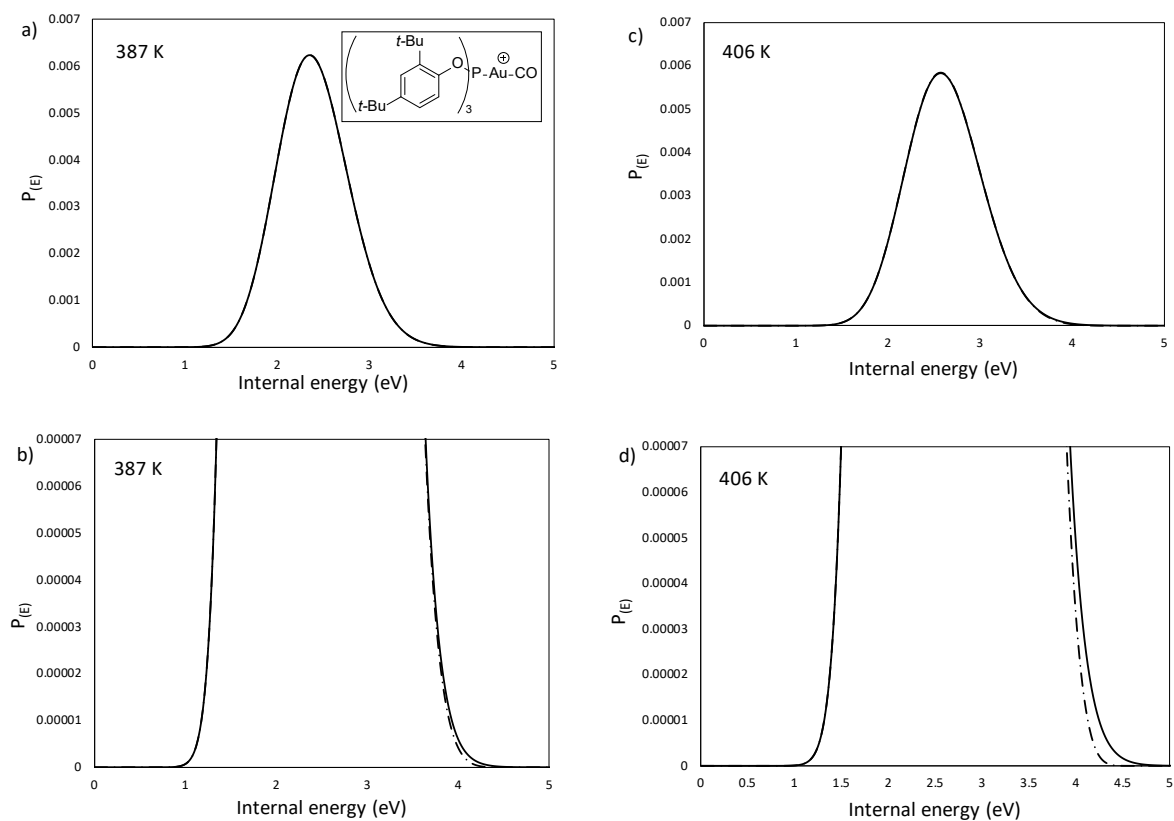 a)
387 K
0.007
0.006
0.005
0.004
0.003
0.002
0.001
0
P(E)
0 1 2 3 4 5
Internal energy (eV)
t-Bu
O
P-Au-CO
+
t-Bu
3
c)
406 K
0.007
0.006
0.005
0.004
0.003
0.002
0.001
0
P(E)
0 1 2 3 4 5
Internal energy (eV)
b)
387 K
0.00007
0.00006
0.00005
0.00004
0.00003
0.00002
0.00001
0
P(E)
0 1 2 3 4 5
Internal energy (eV)
d)
406 K
0.00007
0.00006
0.00005
0.00004
0.00003
0.00002
0.00001
0
P(E)
0 0.5 1 1.5 2 2.5 3 3.5 4 4.5 5
Internal energy (eV)